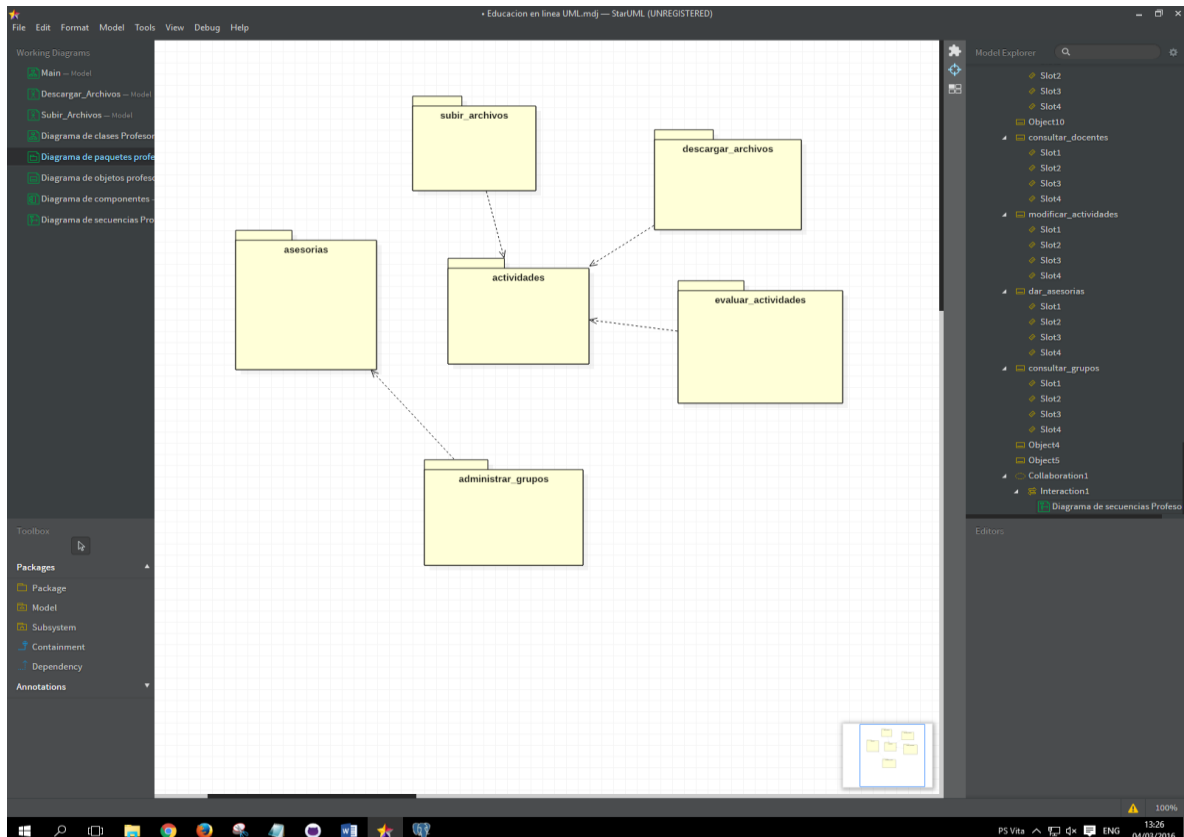 • Educacion en linea UML.mdj — StarUML (UNREGISTERED)
File Edit Format Model Tools View Debug Help
Working Diagrams
Main — Model
Descargar_Archivos — Model
Subir_Archivos — Model
Diagrama de clases Profesor
Diagrama de paquetes profe
Diagrama de objetos profeso
Diagrama de componentes -
Diagrama de secuencias Pro
Toolbox
Packages
Package
Model
Subsystem
Containment
Dependency
Annotations
subir_archivos
descargar_archivos
asesorias
actividades
evaluar_actividades
administrar_grupos
Model Explorer
Slot2
Slot3
Slot4
Object10
consultar_docentes
Slot1
Slot2
Slot3
Slot4
modificar_actividades
Slot1
Slot2
Slot3
Slot4
dar_asesorias
Slot1
Slot2
Slot3
Slot4
consultar_grupos
Slot1
Slot2
Slot3
Slot4
Object4
Object5
Collaboration1
Interaction1
Diagrama de secuencias Profeso
Editors
100%
PS Vita ENG 13:26
04/03/2016